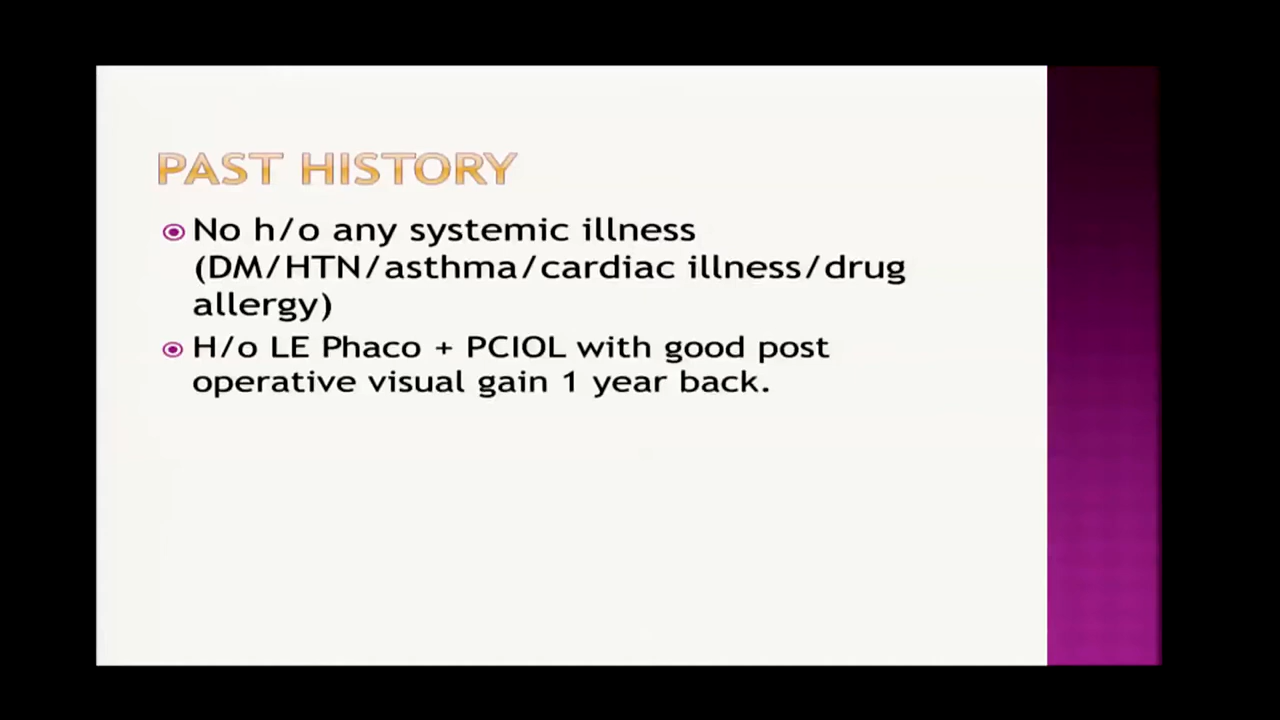 PAST HISTORY
No h/o any systemic illness
(DM/HTN/asthma/cardiac illness/drug
allergy)
H/o LE Phaco + PCIOL with good post
operative visual gain 1 year back.